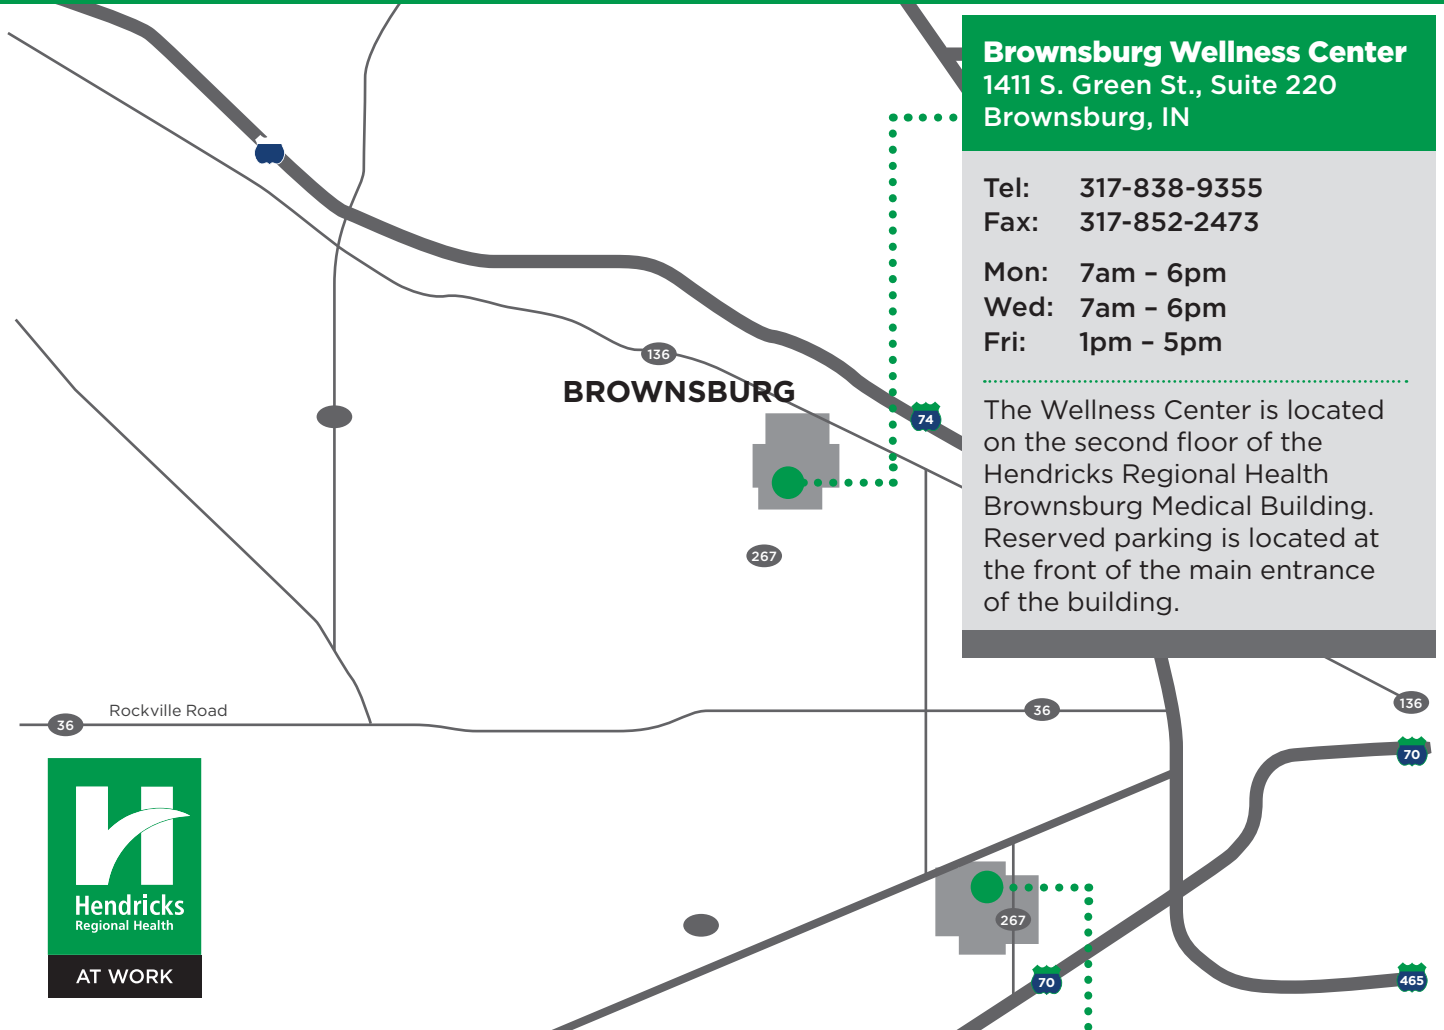 Brownsburg Wellness Center
1411 S. Green St., Suite 220
Brownsburg, IN
Tel: 317-838-9355
Fax: 317-852-2473
Mon: 7am – 6pm
Wed: 7am – 6pm
Fri: 1pm – 5pm
The Wellness Center is located
on the second floor of the
Hendricks Regional Health
Brownsburg Medical Building.
Reserved parking is located at
the front of the main entrance
of the building.
136
BROWNSBURG
74
267
36
Rockville Road
36
136
70
267
70
465
Hendricks
Regional Health
AT WORK